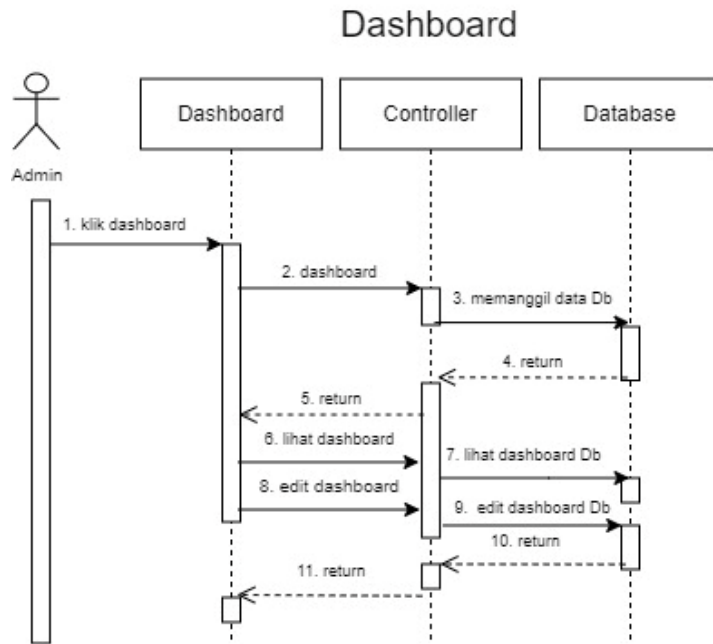 Dashboard
Dashboard
Controller
Database
Admin
1. klik dashboard
2. dashboard
3. memanggil data Db
4. return
5. return
6. lihat dashboard
7. lihat dashboard Db
8. edit dashboard
9. edit dashboard Db
10. return
11. return